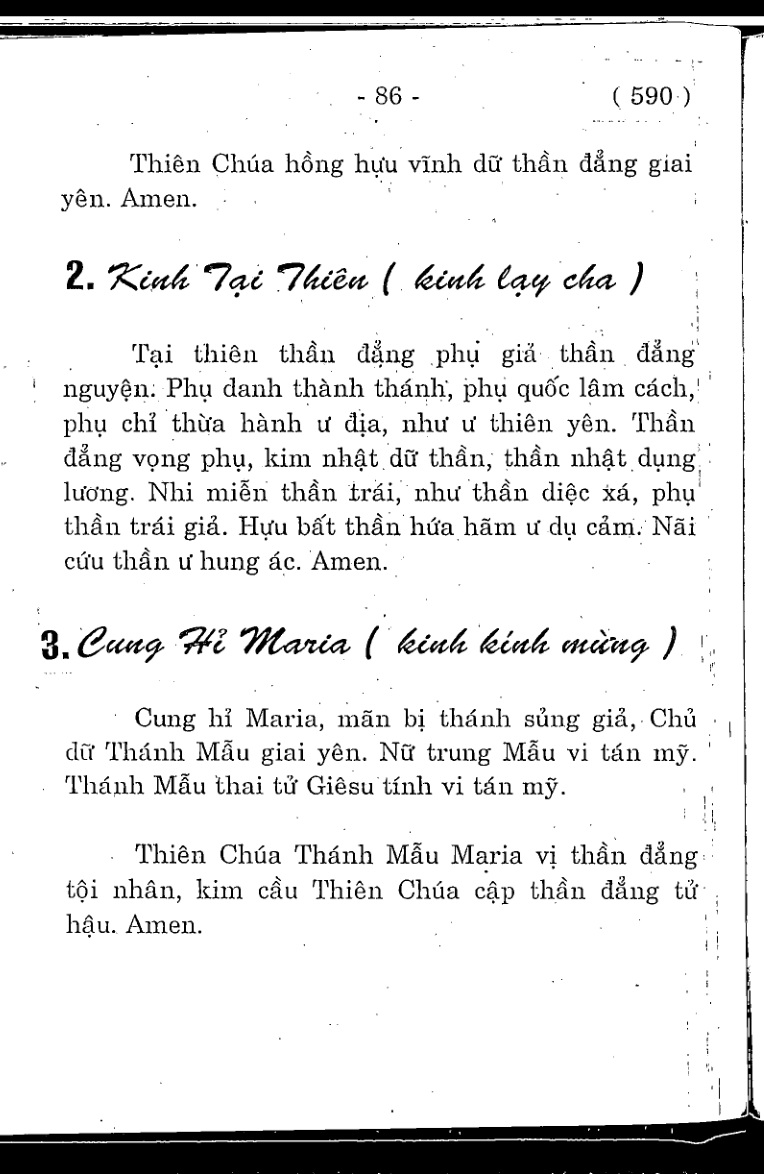 - 86 - ( 590 )
Thiên Chúa hồng hựu vĩnh dữ thần đẳng giai
yên. Amen.
2. Kinh Tại Thiên ( kinh lạy cha )
Tại thiên thần đẳng phụ giả thần đẳng
nguyện. Phụ danh thành thánh, phụ quốc lâm cách,
phụ chỉ thừa hành ư địa, như ư thiên yên. Thần
đẳng vọng phụ, kim nhật dữ thần, thần nhật dụng
lương. Nhi miễn thần trái, như thần diệc xá, phụ
thần trái giả. Hựu bất thần hứa hãm ư dụ cảm. Nãi
cứu thần ư hung ác. Amen.
3. Cung Hỉ Maria ( kinh kính mừng )
Cung hỉ Maria, mãn bị thánh sủng giả, Chủ
dữ Thánh Mẫu giai yên. Nữ trung Mẫu vi tán mỹ.
Thánh Mẫu thai tử Giêsu tính vi tán mỹ.
Thiên Chúa Thánh Mẫu Maria vị thần đẳng
tội nhân, kim cầu Thiên Chúa cập thần đẳng tử
hậu. Amen.